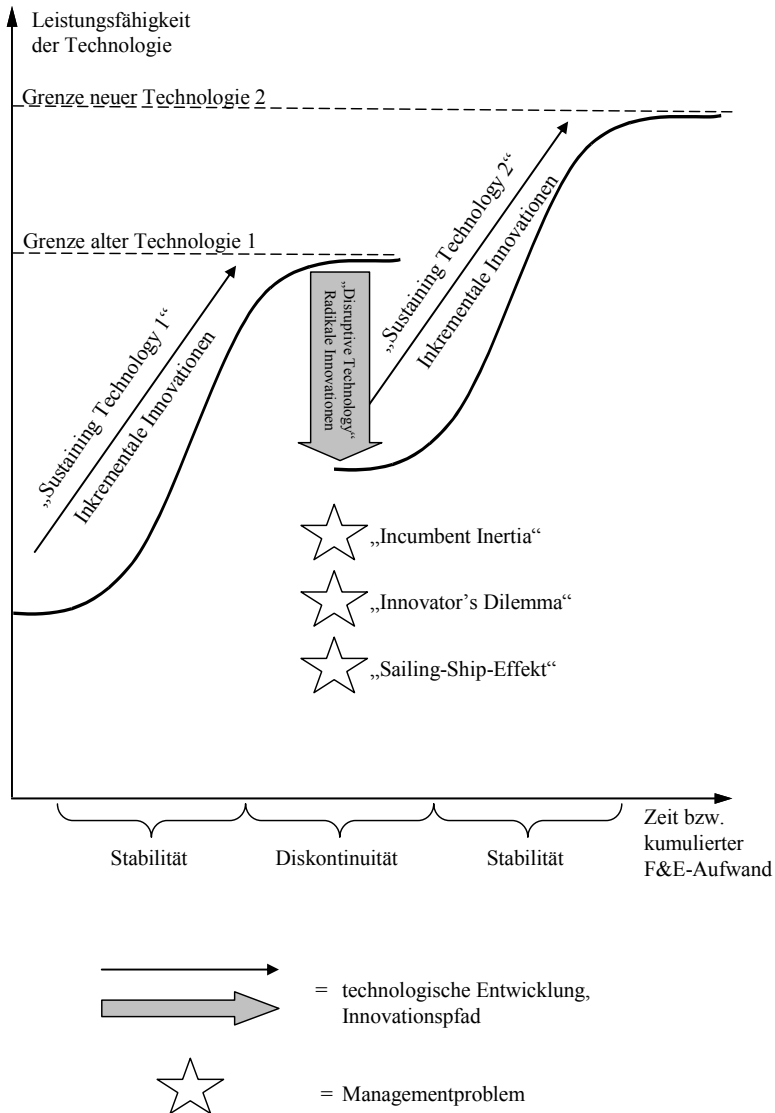 Leistungsfähigkeit
der Technologie
Grenze neuer Technologie 2
Grenze alter Technologie 1
„Sustaining Technology 1“
Inkrementale Innovationen
„Disruptive Technology“
Radikale Innovationen
„Sustaining Technology 2“
Inkrementale Innovationen
„Incumbent Inertia“
„Innovator’s Dilemma“
„Sailing-Ship-Effekt“
Stabilität
Diskontinuität
Stabilität
Zeit bzw.
kumulierter
F&E-Aufwand
= technologische Entwicklung,
Innovationspfad
= Managementproblem